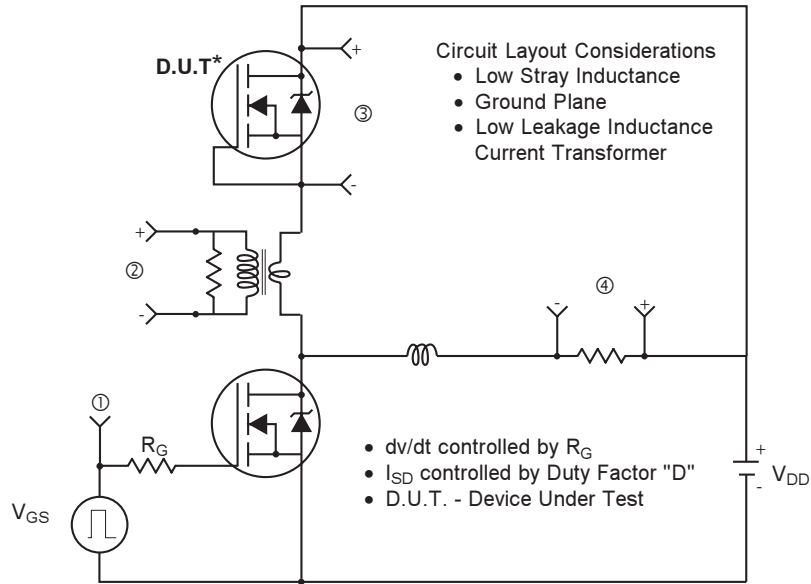 D.U.T*
+
-
③
Circuit Layout Considerations
• Low Stray Inductance
• Ground Plane
• Low Leakage Inductance
Current Transformer
+
②
-
④
-
+
①
R_G
V_GS
• dv/dt controlled by R_G
• I_SD controlled by Duty Factor "D"
• D.U.T. - Device Under Test
+
-
V_DD